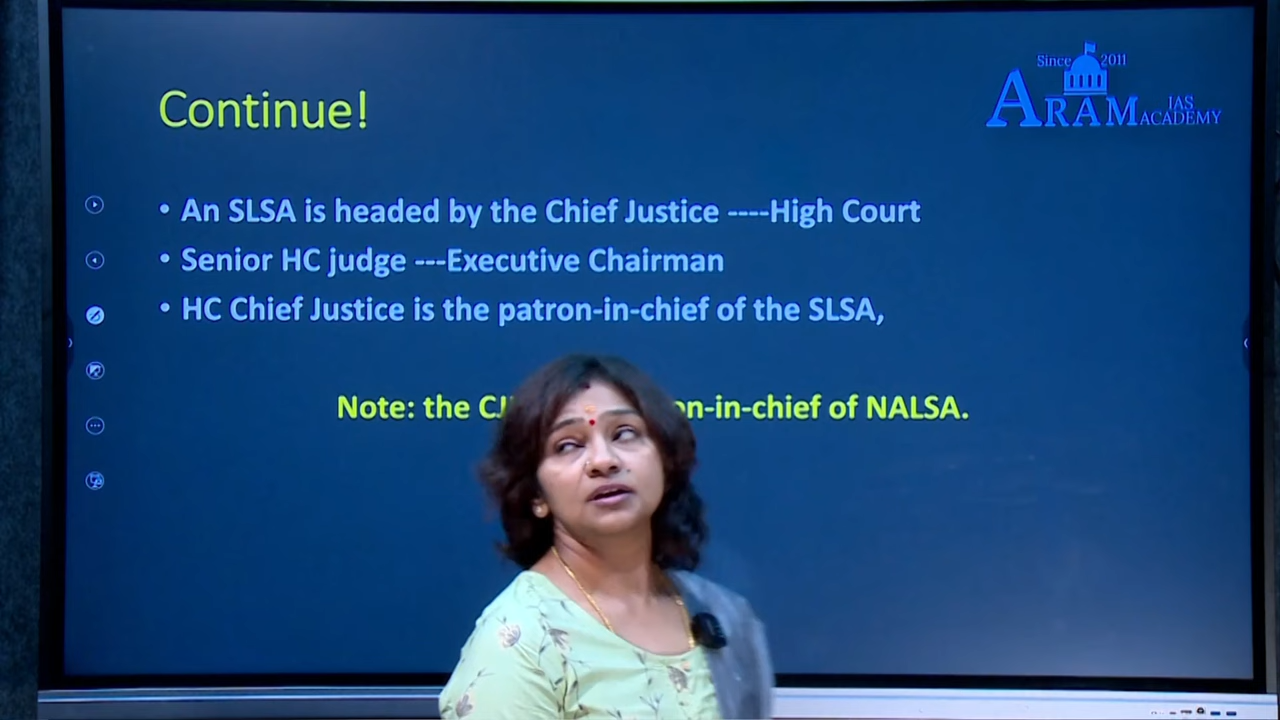 Since 2011
ARAM IAS ACADEMY
Continue!
• An SLSA is headed by the Chief Justice ----High Court
• Senior HC judge ---Executive Chairman
• HC Chief Justice is the patron-in-chief of the SLSA,
Note: the on-in-chief of NALSA.